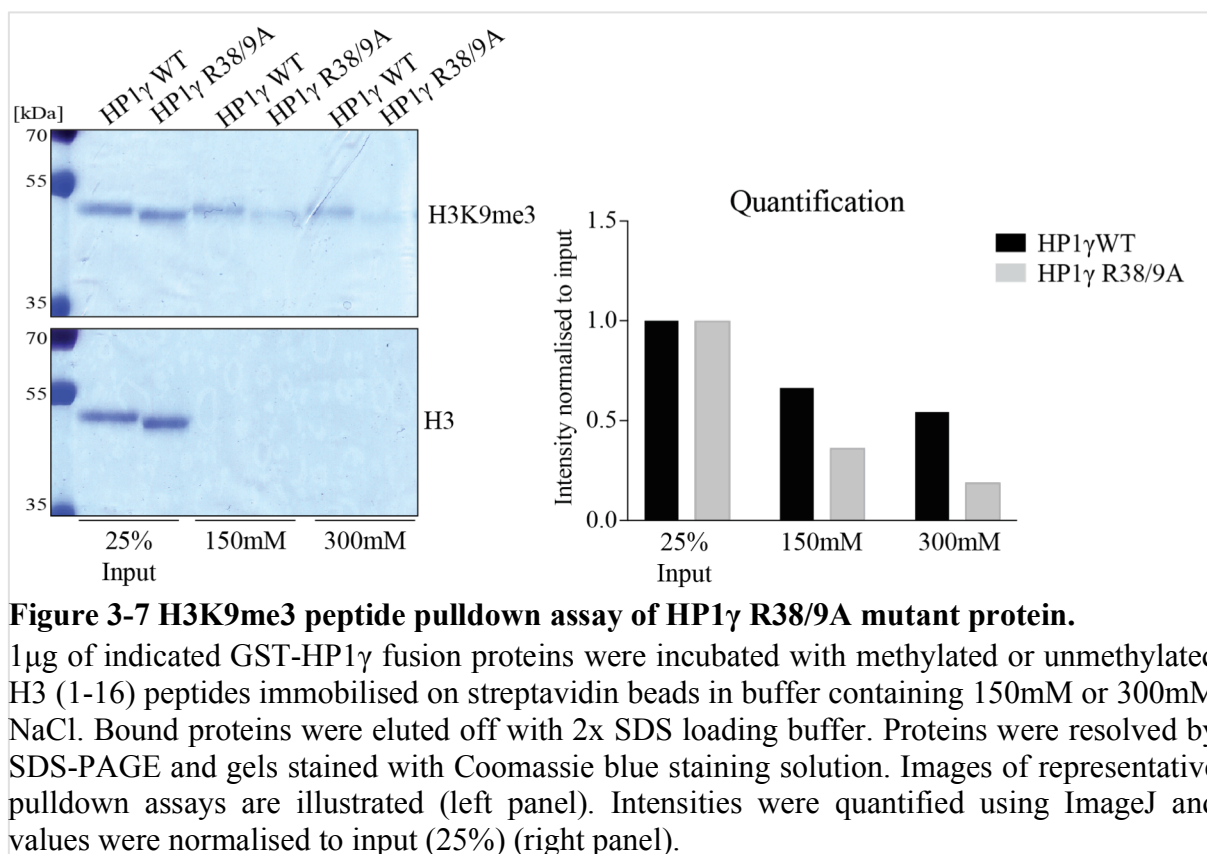 HP1γ WT
HP1γ R38/9A
HP1γ WT
HP1γ R38/9A
HP1γ WT
HP1γ R38/9A
[kDa]
70
55
35
H3K9me3
70
55
35
H3
25%
Input
150mM
300mM
Quantification
Intensity normalised to input
1.5
1.0
0.5
0.0
HP1γWT
HP1γ R38/9A
25%
Input
150mM
300mM
Figure 3-7 H3K9me3 peptide pulldown assay of HP1γ R38/9A mutant protein.
1μg of indicated GST-HP1γ fusion proteins were incubated with methylated or unmethylated
H3 (1-16) peptides immobilised on streptavidin beads in buffer containing 150mM or 300mM
NaCl. Bound proteins were eluted off with 2x SDS loading buffer. Proteins were resolved by
SDS-PAGE and gels stained with Coomassie blue staining solution. Images of representative
pulldown assays are illustrated (left panel). Intensities were quantified using ImageJ and
values were normalised to input (25%) (right panel).